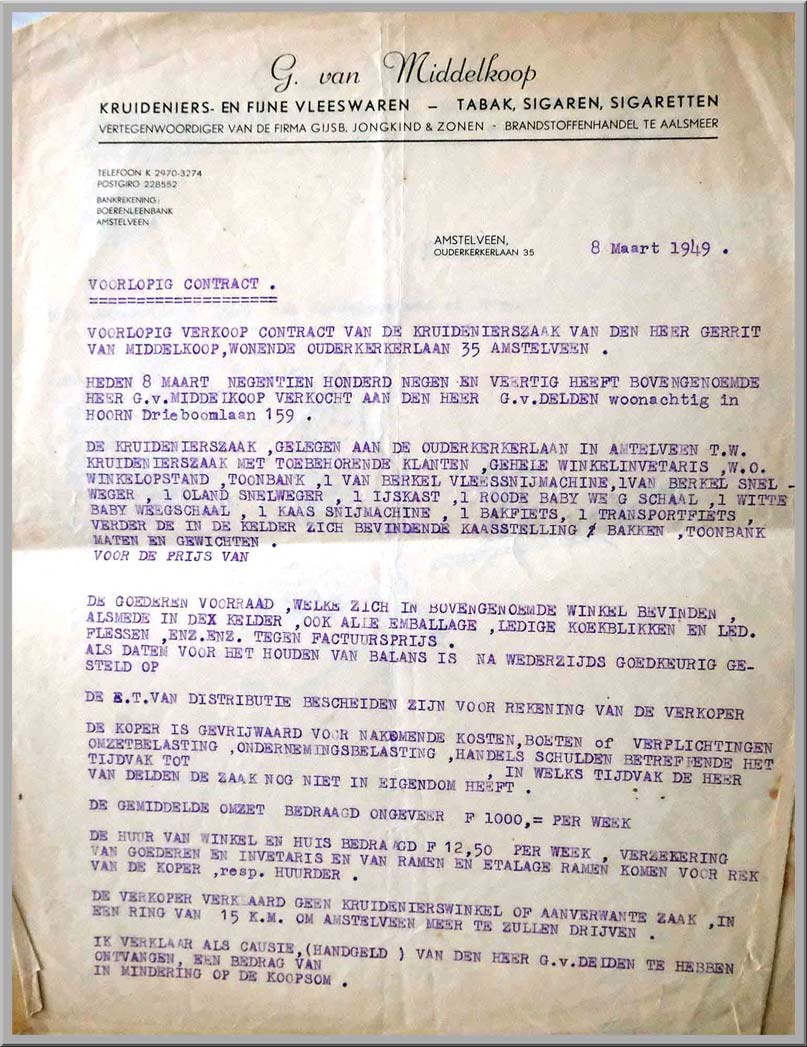 G. van Middelkoop
KRUIDENIERS- EN FIJNE VLEESWAREN — TABAK, SIGAREN, SIGARETTEN
VERTEGENWOORDIGER VAN DE FIRMA GIJSB. JONGKIND & ZONEN - BRANDSTOFFENHANDEL TE AALSMEER
TELEFOON K 2970-3274
POSTGIRO 228552
BANKREKENING:
BOERENLEENBANK
AMSTELVEEN
AMSTELVEEN,
OUDERKERKERLAAN 35
8 Maart 1949 .
VOORLOPIG CONTRACT .
=====================
VOORLOPIG VERKOOP CONTRACT VAN DE KRUIDENIERSZAAK VAN DEN HEER GERRIT
VAN MIDDELKOOP,WONENDE OUDERKERKERLAAN 35 AMSTELVEEN .
HEDEN 8 MAART NEGENTIEN HONDERD NEGEN EN VEERTIG HEEFT BOVENGENOEMDE
HEER G.v.MIDDELKOOP VERKOCHT AAN DEN HEER G.v.DELDEN woonachtig in
HOORN Drieboomlaan 159 .
DE KRUIDENIERSZAAK ,GELEGEN AAN DE OUDERKERKERLAAN IN AMTELVEEN T.W.
KRUIDENIERSZAAK MET TOEBEHORENDE KLANTEN ,GEHELE WINKELINVETARIS ,W.O.
WINKELOPSTAND ,TOONBANK ,1 VAN BERKEL VLEESSNIJMACHINE,1VAN BERKEL SNEL -
WEGER , 1 OLAND SNELWEGER , 1 IJSKAST ,1 ROODE BABY WE G SCHAAL ,1 WITTE
BABY WEEGSCHAAL , 1 KAAS SNIJMACHINE , 1 BAKFIETS, 1 TRANSPORTFIETS ,
VERDER DE IN DE KELDER ZICH BEVINDENDE KAASSTELLING / BAKKEN ,TOONBANK
MATEN EN GEWICHTEN .
VOOR DE PRIJS VAN
DE GOEDEREN VOORRAAD ,WELKE ZICH IN BOVENGENOEMDE WINKEL BEVINDEN ,
ALSMEDE IN DEX KELDER ,OOK ALLE EMBALLAGE ,LEDIGE KOEKBLIKKEN EN LED.
FLESSEN ,ENZ.ENZ. TEGEN FACTUURSPRIJS .
ALS DATEM VOOR HET HOUDEN VAN BALANS IS NA WEDERZIJDS GOEDKEURIG GE-
STELD OP
DE E.T.VAN DISTRIBUTIE BESCHEIDEN ZIJN VOOR REKENING VAN DE VERKOPER
DE KOPER IS GEVRIJWAARD VOOR NAKOMENDE KOSTEN,BOETEN of VERPLICHTINGEN
OMZETBELASTING ,ONDERNEMINGSBELASTING ,HANDELS SCHULDEN BETREFFENDE HET
TIJDVAK TOT , IN WELKS TIJDVAK DE HEER
VAN DELDEN DE ZAAK NOG NIET IN EIGENDOM HEEFT .
DE GEMIDDELDE OMZET BEDRAAGD ONGEVEER F 1000,= PER WEEK
DE HUUR VAN WINKEL EN HUIS BEDRAAGD F 12,50 PER WEEK , VERZEKERING
VAN GOEDEREN EN INVETARIS EN VAN RAMEN EN ETALAGE RAMEN KOMEN VOOR REK
VAN DE KOPER ,resp. HUURDER .
DE VERKOPER VERK AARD GEEN KRUIDENIERSWINKEL OF AANVERWANTE ZAAK ,IN
EEN RING VAN 15 K.M. OM AMSTELVEEN MEER TE ZULLEN DRIJVEN .
IK VERKLAAR ALS CAUSIE,(HANDGELD ) VAN DEN HEER G.v.DELDEN TE HEBBEN
ONTVANGEN, EEN BEDRAG VAN
IN MINDERING OP DE KOOPSOM .